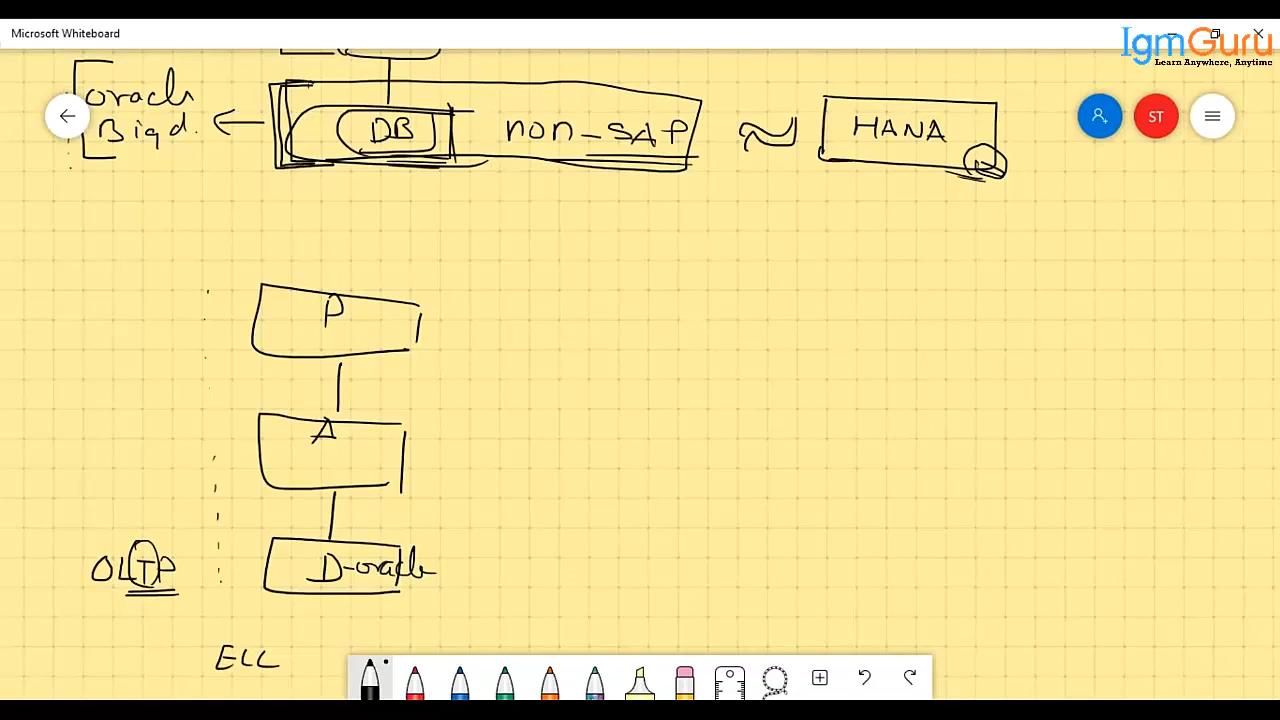 Microsoft Whiteboard
IgmGuru
Learn Anywhere, Anytime
oracle
Big d.
DB
non-SAP
HANA
ST
P
A
D-oracle
OLTP
ECC